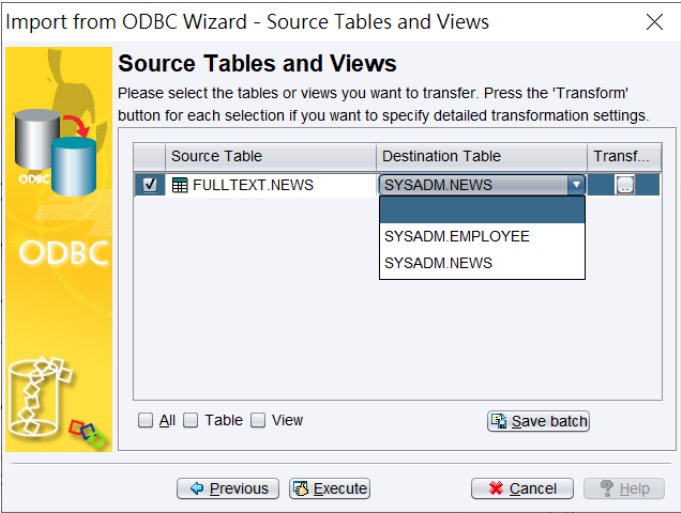 Import from ODBC Wizard - Source Tables and Views
Source Tables and Views
Please select the tables or views you want to transfer. Press the 'Transform'
button for each selection if you want to specify detailed transformation settings.
Source Table Destination Table Transf...
FULLTEXT.NEWS SYSADM.NEWS ...
SYSADM.EMPLOYEE
SYSADM.NEWS
ODBC
ODBC
All Table View Save batch
Previous Execute Cancel Help